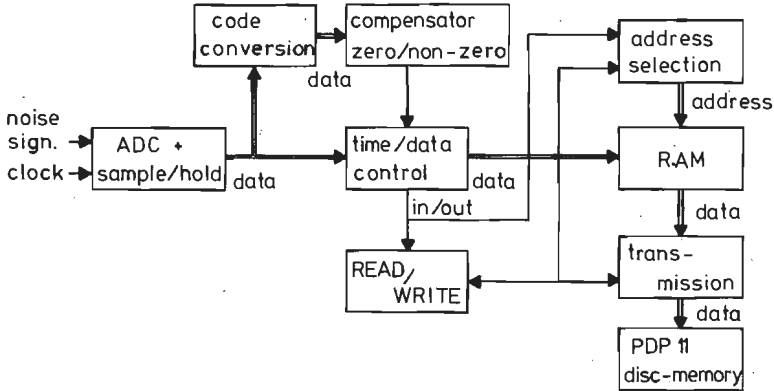 code
conversion
compensator
zero/non-zero
address
selection
data
address
noise
sign.
clock
ADC +
sample/hold
data
time/data
control
data
RAM
in/out
data
READ/
WRITE
trans-
mission
data
PDP 11
disc-memory